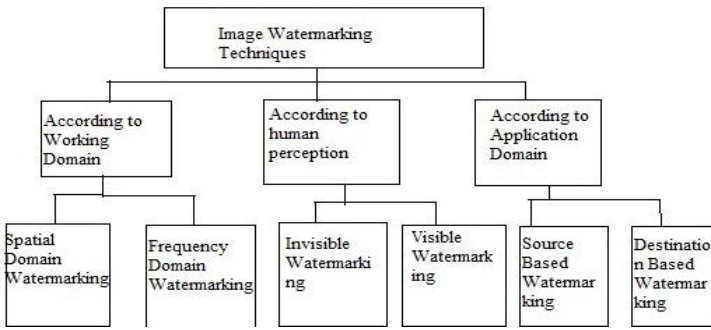 Image Watermarking
Techniques
According to
Working
Domain
According to
human
perception
According to
Application
Domain
Spatial
Domain
Watermarking
Frequency
Domain
Watermarking
Invisible
Watermarki
ng
Visible
Watermark
ing
Source
Based
Watermar
king
Destinatio
n Based
Watermar
king